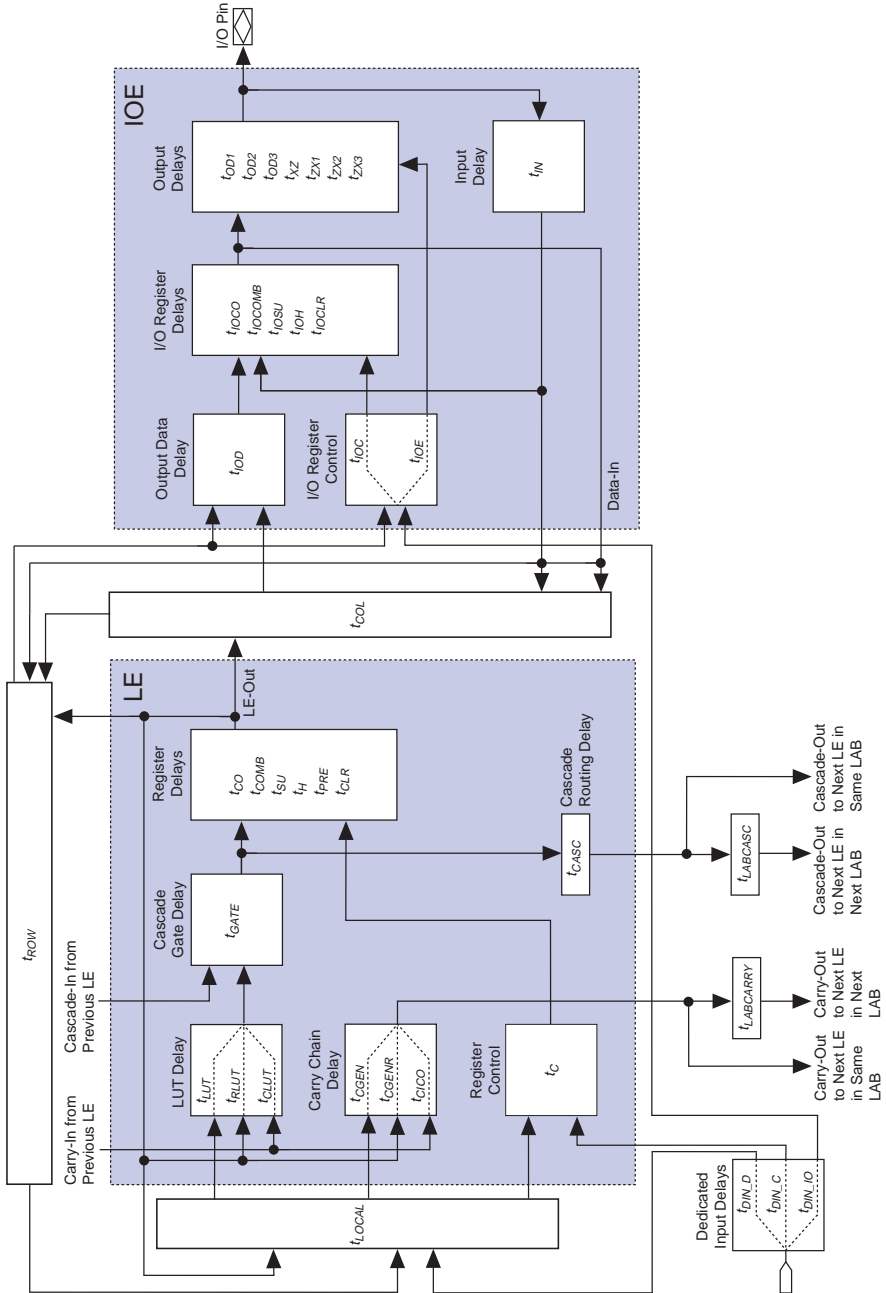 I/O Pin
IOE
Output
Delays
tOD1
tOD2
tOD3
tXZ
tZX1
tZX2
tZX3
Input
Delay
tIN
I/O Register
Delays
tIOCO
tIOCOMB
tIOSU
tIOH
tIOCLR
Output Data
Delay
tIOD
I/O Register
Control
tIOC
tIOE
Data-In
tCOL
tROW
LE
LE-Out
Register
Delays
tCO
tCOMB
tSU
tH
tPRE
tCLR
Cascade
Routing Delay
tCASC
Cascade
Gate Delay
tGATE
Cascade-In from
Previous LE
Carry-In from
Previous LE
LUT Delay
tLUT
tRLUT
tCLUT
Carry Chain
Delay
tCGEN
tCGENR
tCICO
Register
Control
tC
tLOCAL
Dedicated
Input Delays
tDIN_D
tDIN_C
tDIN_IO
tLABCARRY
tLABCASC
Carry-Out
to Next LE
in Same
LAB
Carry-Out
to Next LE
in Next
LAB
Cascade-Out
to Next LE in
Next LAB
Cascade-Out
to Next LE in
Same LAB